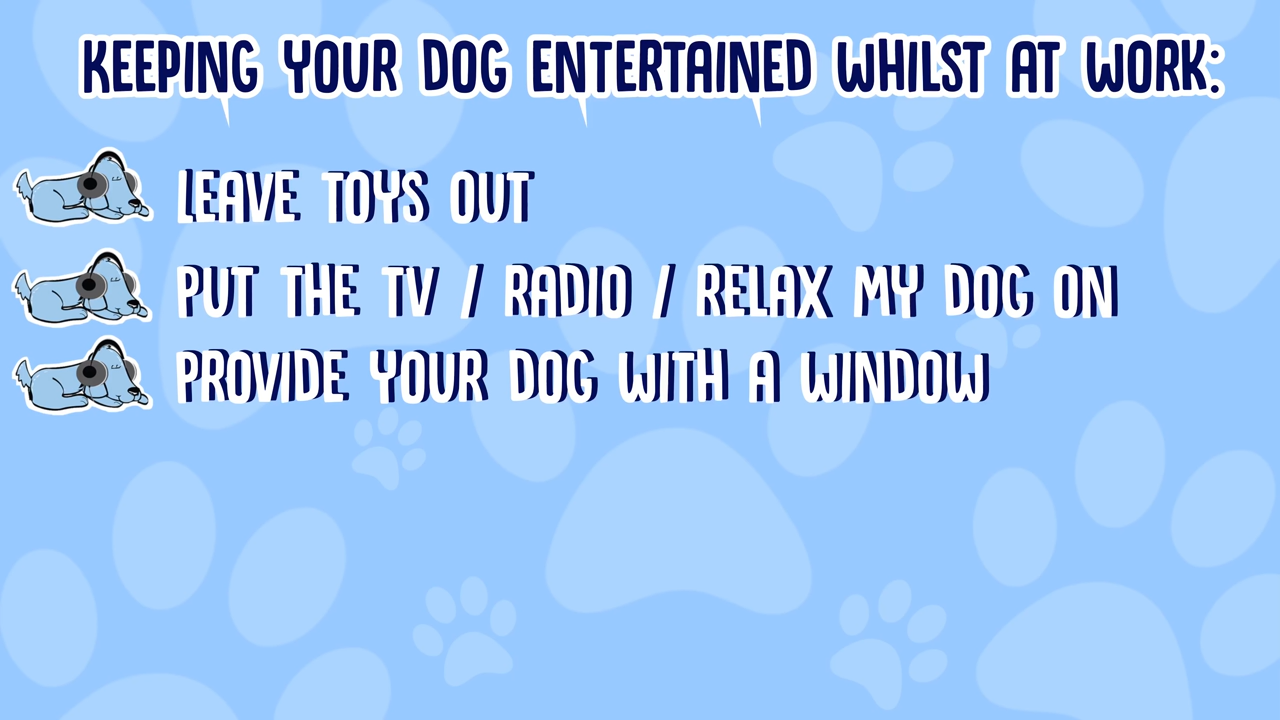 KEEPING YOUR DOG ENTERTAINED WHILST AT WORK:
LEAVE TOYS OUT
PUT THE TV / RADIO / RELAX MY DOG ON
PROVIDE YOUR DOG WITH A WINDOW